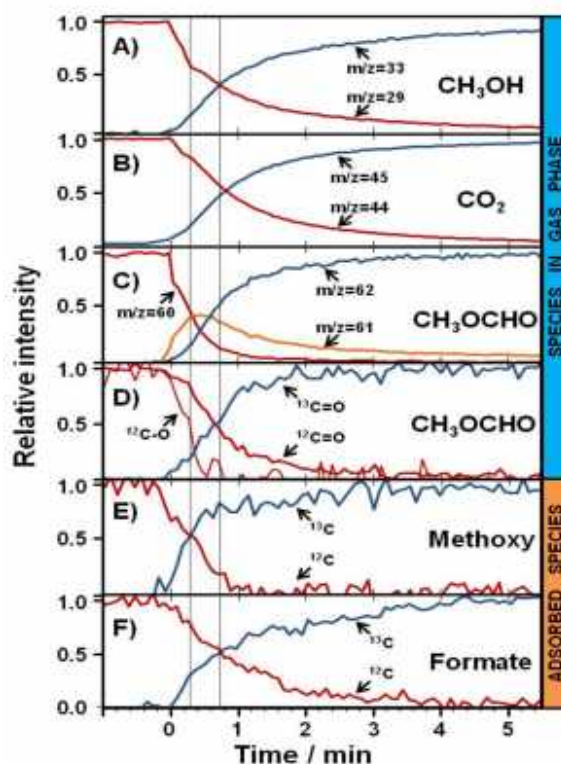 Relative intensity
A)
1.0
0.5
m/z=33
m/z=29
CH₃OH
B)
1.0
0.5
m/z=45
m/z=44
CO₂
C)
1.0
0.5
m/z=60
m/z=62
m/z=61
CH₃OCHO
D)
1.0
0.5
¹²C-O
¹³C=O
¹²C=O
CH₃OCHO
E)
1.0
0.5
¹³C
¹²C
Methoxy
F)
1.0
0.5
0.0
¹³C
¹²C
Formate
-1 0 1 2 3 4 5
Time / min
SPECIES IN GAS PHASE
ADSORBED SPECIES